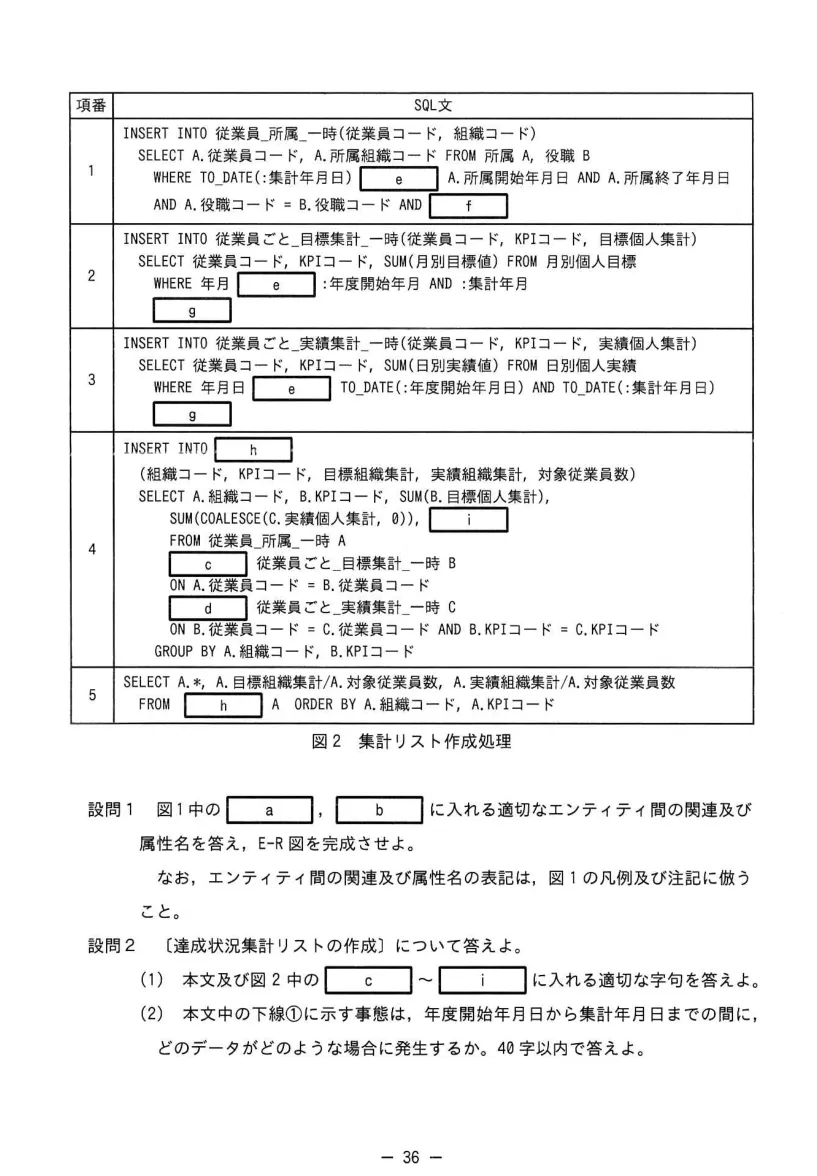 項番 SQL文
1
INSERT INTO 従業員_所属_一時(従業員コード, 組織コード)
SELECT A.従業員コード, A.所属組織コード FROM 所属 A, 役職 B
WHERE TO_DATE(:集計年月日) e A.所属開始年月日 AND A.所属終了年月日
AND A.役職コード = B.役職コード AND f
2
INSERT INTO 従業員ごと_目標集計_一時(従業員コード, KPIコード, 目標個人集計)
SELECT 従業員コード, KPIコード, SUM(月別目標値) FROM 月別個人目標
WHERE 年月 e :年度開始年月 AND :集計年月
g
3
INSERT INTO 従業員ごと_実績集計_一時(従業員コード, KPIコード, 実績個人集計)
SELECT 従業員コード, KPIコード, SUM(日別実績値) FROM 日別個人実績
WHERE 年月日 e TO_DATE(:年度開始年月日) AND TO_DATE(:集計年月日)
g
4
INSERT INTO h
(組織コード, KPIコード, 目標組織集計, 実績組織集計, 対象従業員数)
SELECT A.組織コード, B.KPIコード, SUM(B.目標個人集計),
SUM(COALESCE(C.実績個人集計, 0)), i
FROM 従業員_所属_一時 A
c 従業員ごと_目標集計_一時 B
ON A.従業員コード = B.従業員コード
d 従業員ごと_実績集計_一時 C
ON B.従業員コード = C.従業員コード AND B.KPIコード = C.KPIコード
GROUP BY A.組織コード, B.KPIコード
5
SELECT A.*, A.目標組織集計/A.対象従業員数, A.実績組織集計/A.対象従業員数
FROM h A ORDER BY A.組織コード, A.KPIコード
図2 集計リスト作成処理
設問1 図1中の a , b に入れる適切なエンティティ間の関連及び
属性名を答え，E-R 図を完成させよ。
なお，エンティティ間の関連及び属性名の表記は，図1の凡例及び注記に倣う
こと。
設問2 〔達成状況集計リストの作成〕について答えよ。
(1) 本文及び図2中の c ～ i に入れる適切な字句を答えよ。
(2) 本文中の下線①に示す事態は，年度開始年月日から集計年月日までの間に，
どのデータがどのような場合に発生するか。40字以内で答えよ。
− 36 −